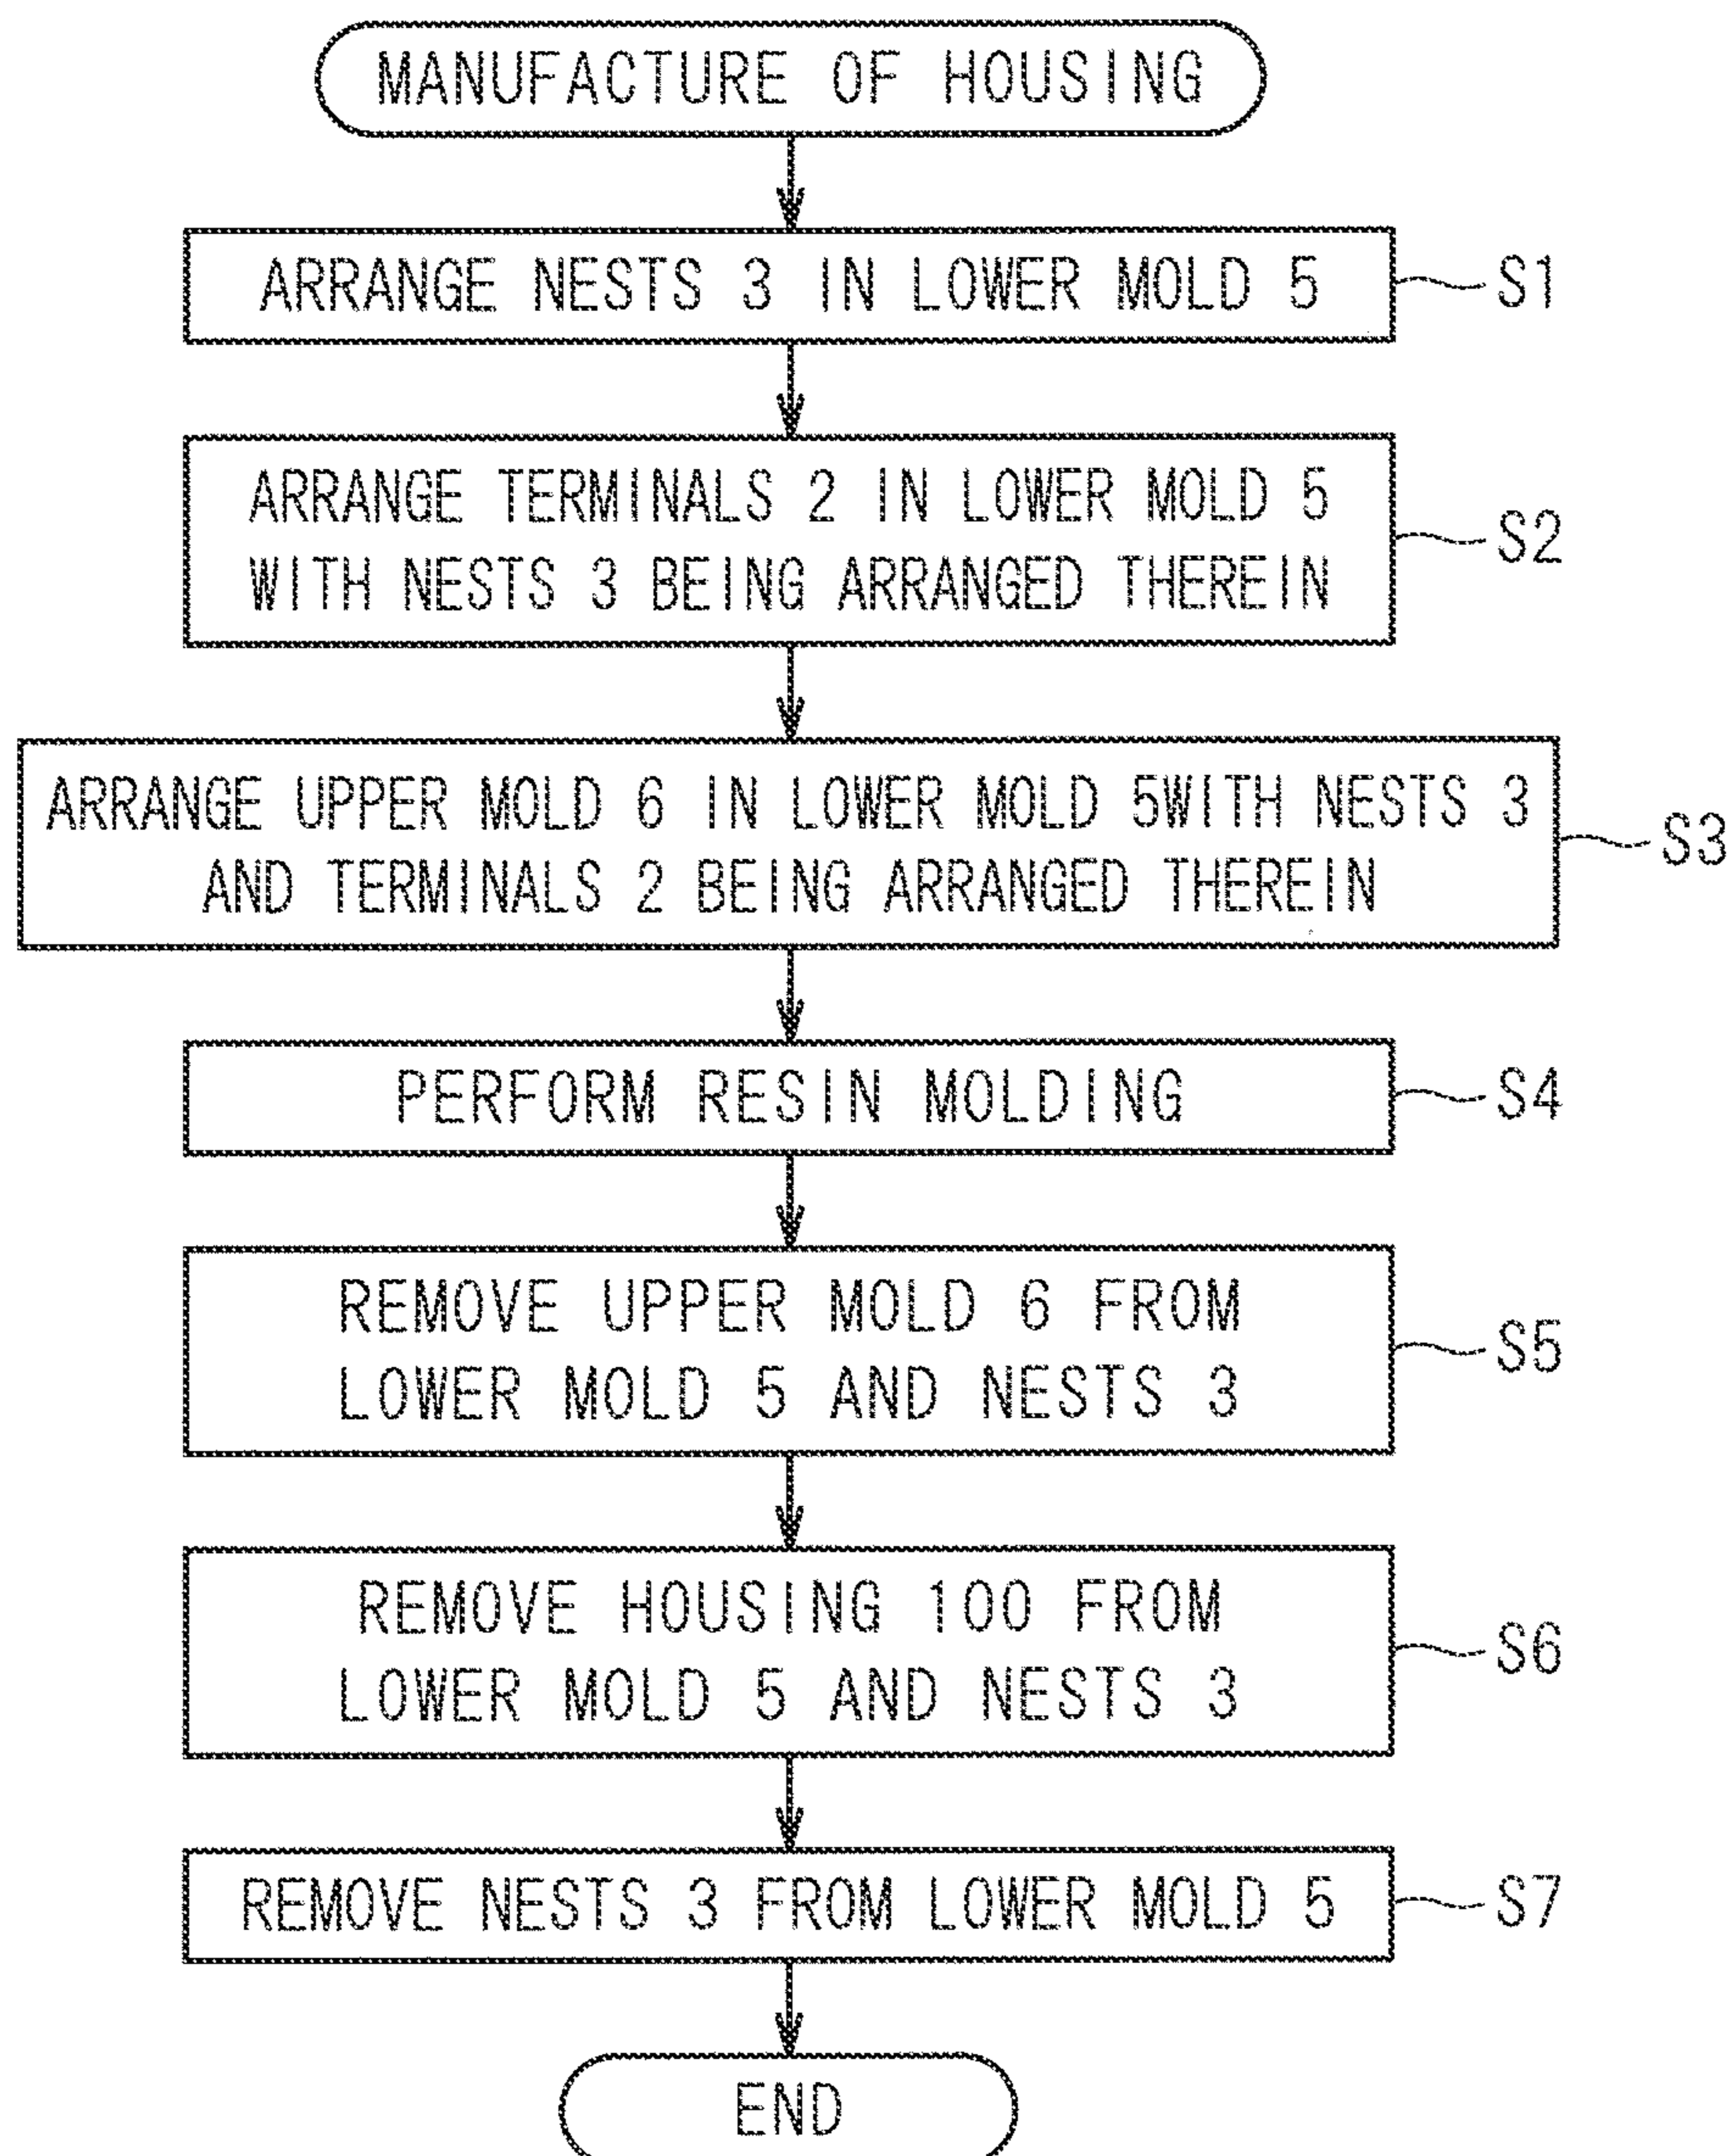 MANUFACTURE OF HOUSING
ARRANGE NESTS 3 IN LOWER MOLD 5
S1
ARRANGE TERMINALS 2 IN LOWER MOLD 5
WITH NESTS 3 BEING ARRANGED THEREIN
S2
ARRANGE UPPER MOLD 6 IN LOWER MOLD 5WITH NESTS 3
AND TERMINALS 2 BEING ARRANGED THEREIN
S3
PERFORM RESIN MOLDING
S4
REMOVE UPPER MOLD 6 FROM
LOWER MOLD 5 AND NESTS 3
S5
REMOVE HOUSING 100 FROM
LOWER MOLD 5 AND NESTS 3
S6
REMOVE NESTS 3 FROM LOWER MOLD 5
S7
END